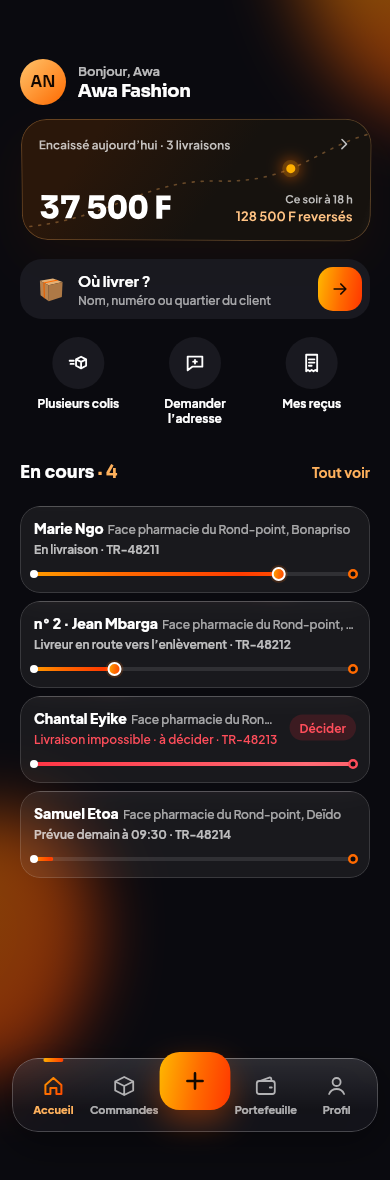 AN
Bonjour, Awa
Awa Fashion
Encaissé aujourd’hui · 3 livraisons
37 500 F
Ce soir à 18 h
128 500 F reversés
Où livrer ?
Nom, numéro ou quartier du client
Plusieurs colis
Demander
l’adresse
Mes reçus
En cours · 4
Tout voir
Marie Ngo Face pharmacie du Rond-point, Bonapriso
En livraison · TR-48211
n° 2 · Jean Mbarga Face pharmacie du Rond-point, ...
Livreur en route vers l’enlèvement · TR-48212
Chantal Eyike Face pharmacie du Ron...
Livraison impossible · à décider · TR-48213
Décider
Samuel Etoa Face pharmacie du Rond-point, Deïdo
Prévue demain à 09:30 · TR-48214
Accueil
Commandes
Portefeuille
Profil